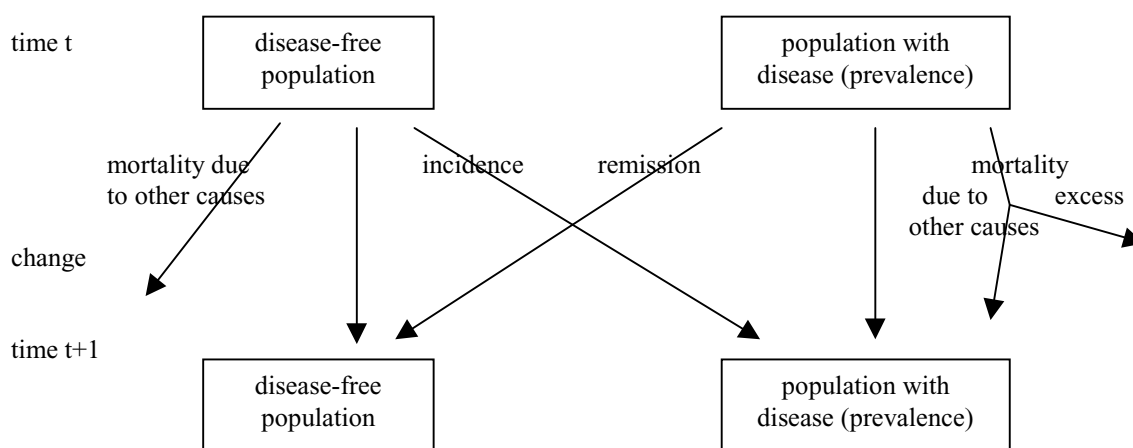 time t
disease-free
population
population with
disease (prevalence)
mortality due
to other causes
incidence
remission
mortality
due to
excess
other causes
change
time t+1
disease-free
population
population with
disease (prevalence)